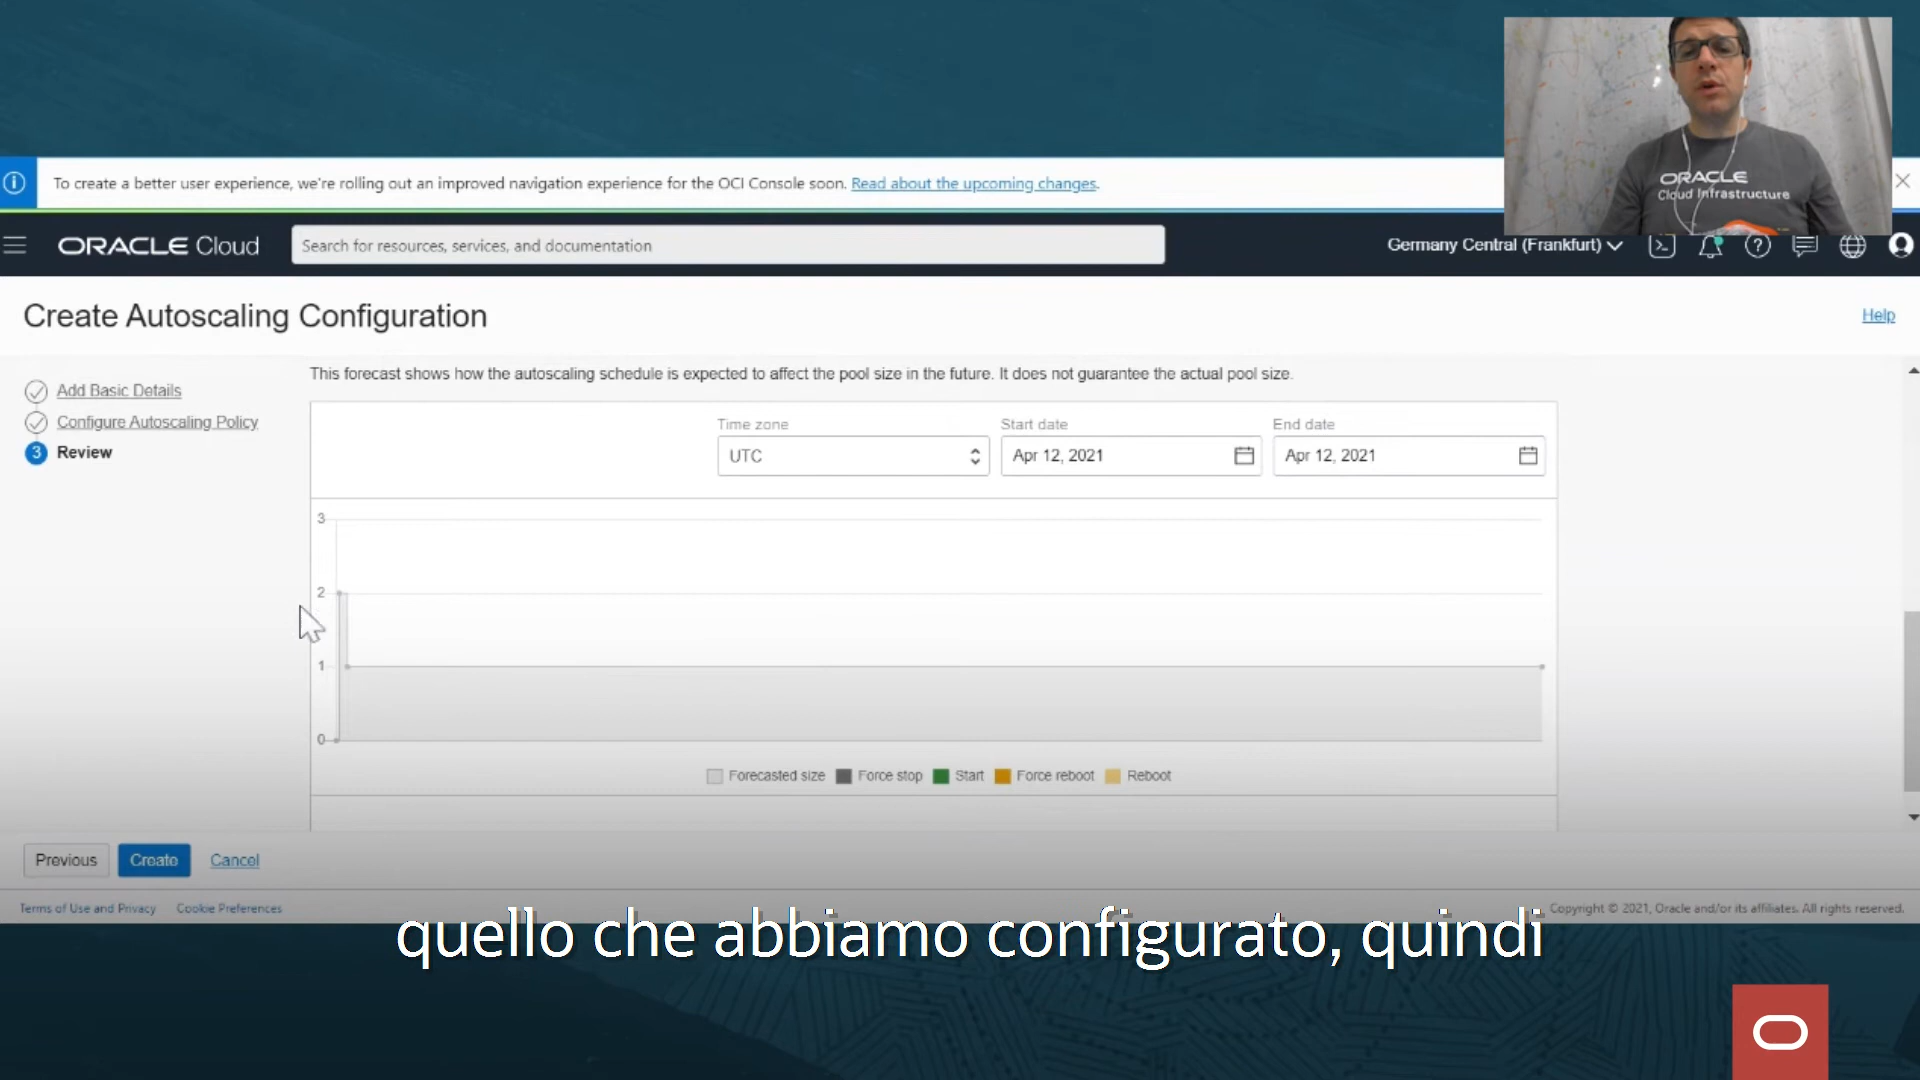 ORACLE
Cloud Infrastructure
To create a better user experience, we're rolling out an improved navigation experience for the OCI Console soon. Read about the upcoming changes.
ORACLE Cloud
Search for resources, services, and documentation
Germany Central (Frankfurt)
Create Autoscaling Configuration
Help
Add Basic Details
Configure Autoscaling Policy
3 Review
This forecast shows how the autoscaling schedule is expected to affect the pool size in the future. It does not guarantee the actual pool size.
Time zone
UTC
Start date
Apr 12, 2021
End date
Apr 12, 2021
3
2
1
0
Forecasted size Force stop Start Force reboot Reboot
Previous Create Cancel
Terms of Use and Privacy Cookie Preferences
Copyright © 2021, Oracle and/or its affiliates. All rights reserved.
quello che abbiamo configurato, quindi